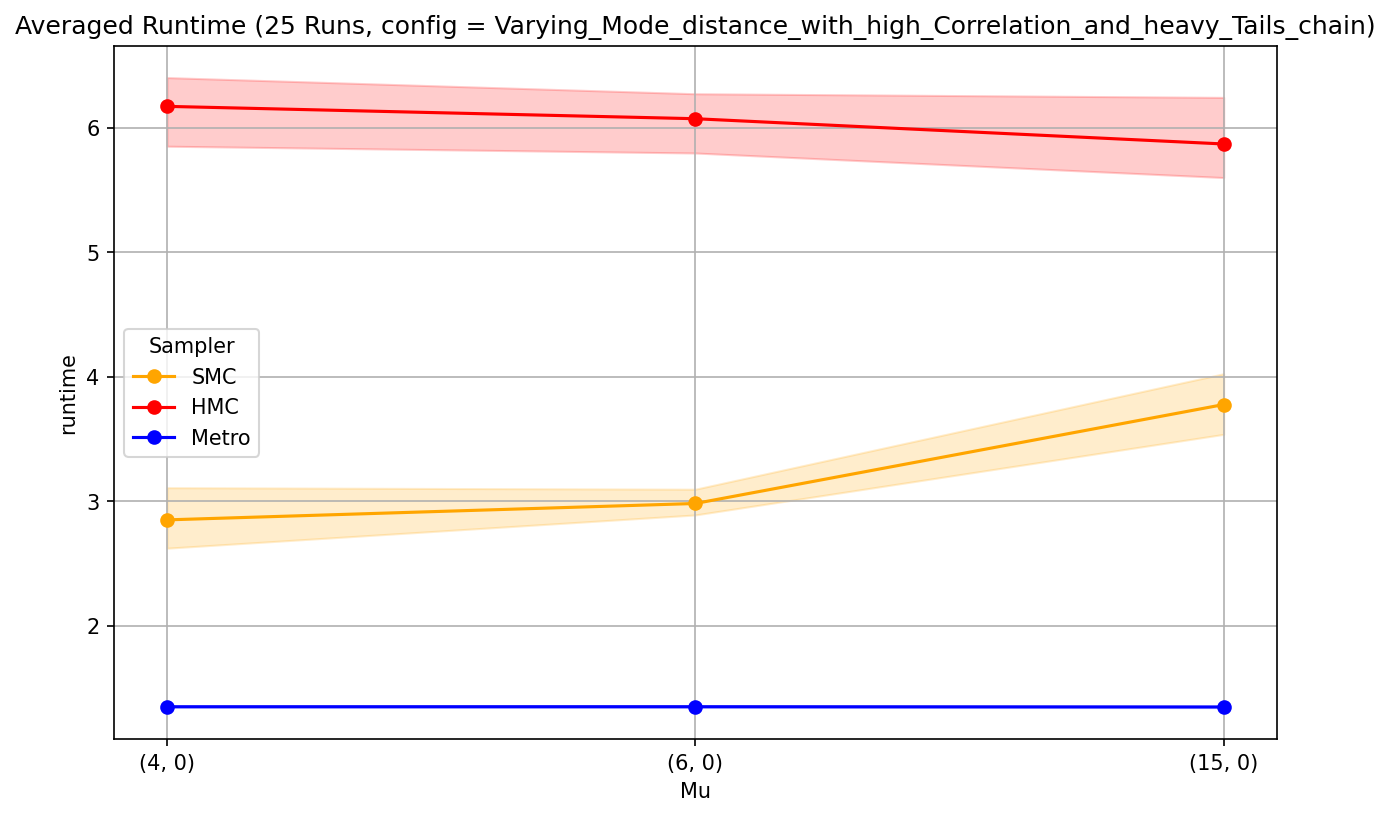 Averaged Runtime (25 Runs, config = Varying_Mode_distance_with_high_Correlation_and_heavy_Tails_chain)
6
5
4
3
2
runtime
Sampler
SMC
HMC
Metro
(4, 0)
(6, 0)
(15, 0)
Mu